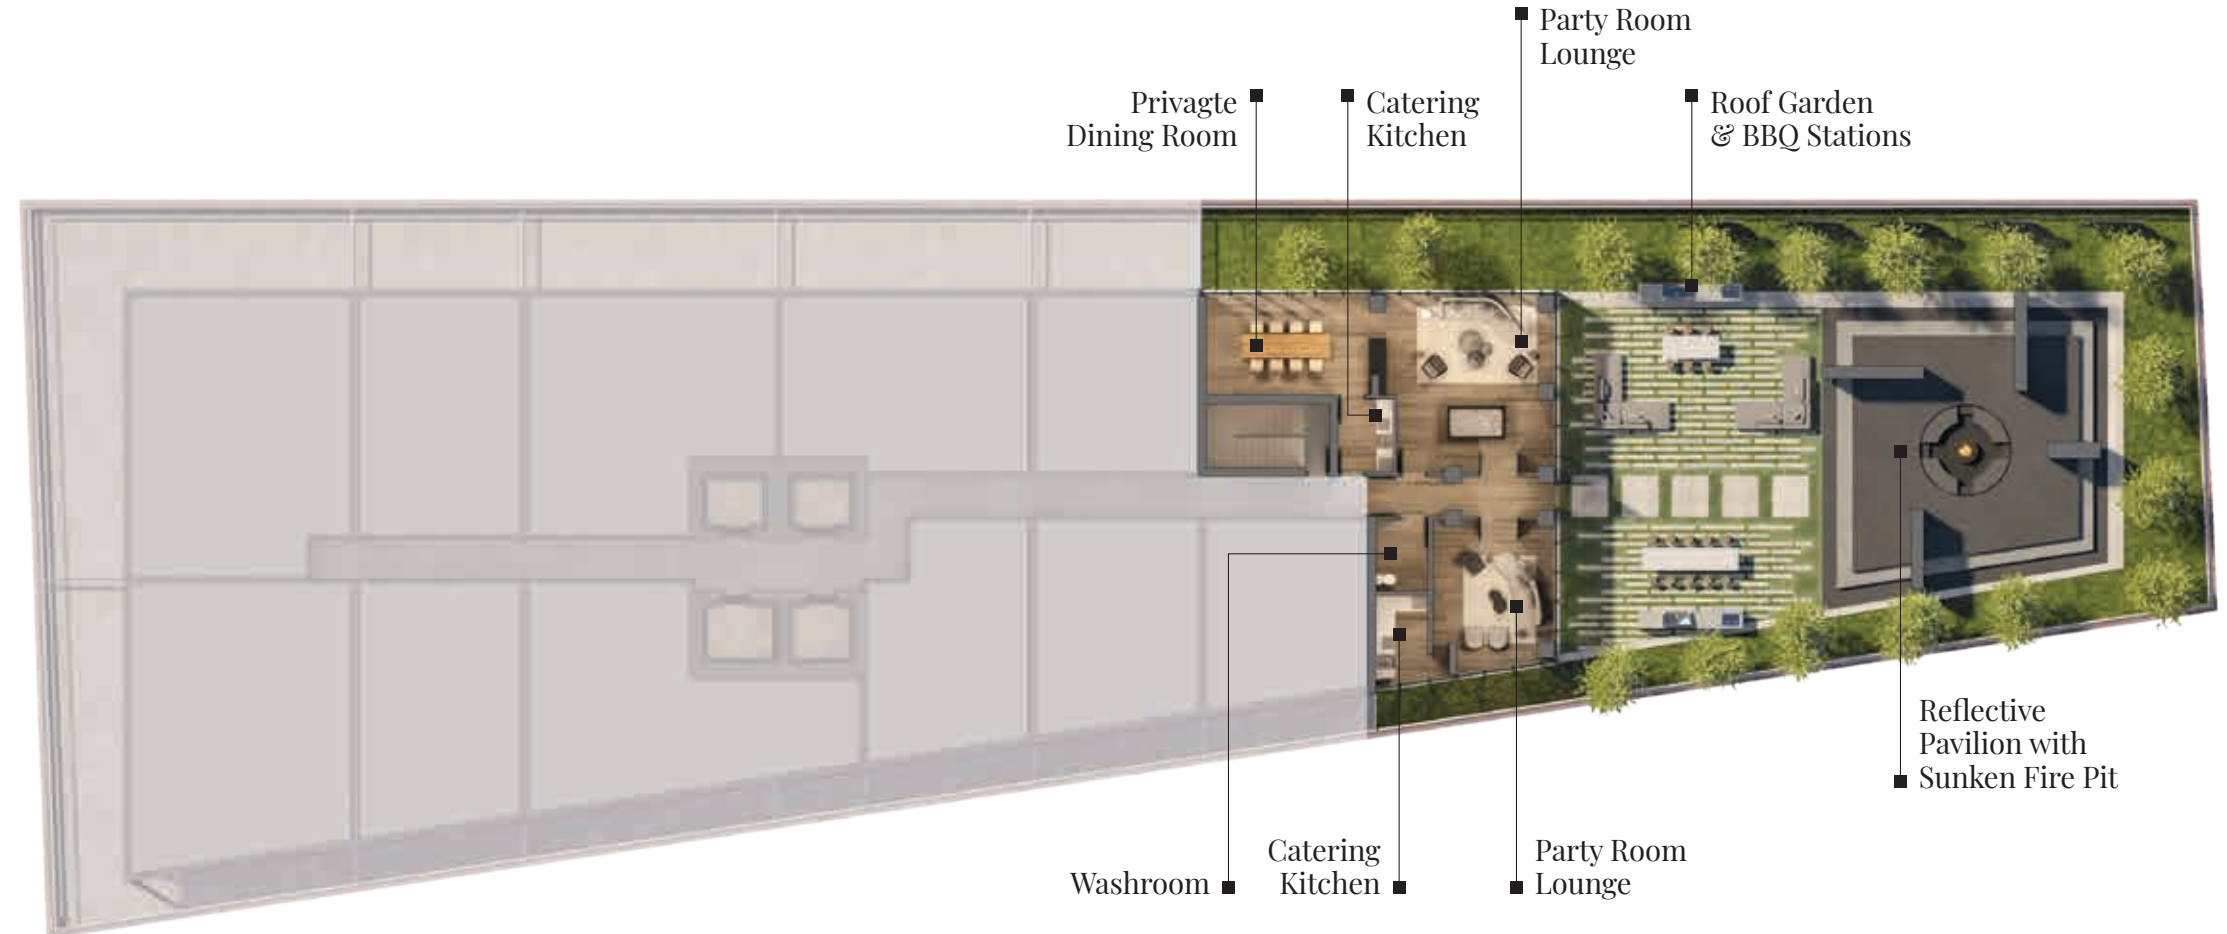 Party Room
Lounge
Privagte
Dining Room
Catering
Kitchen
Roof Garden
& BBQ Stations
Reflective
Pavilion with
Sunken Fire Pit
Washroom
Catering
Kitchen
Party Room
Lounge